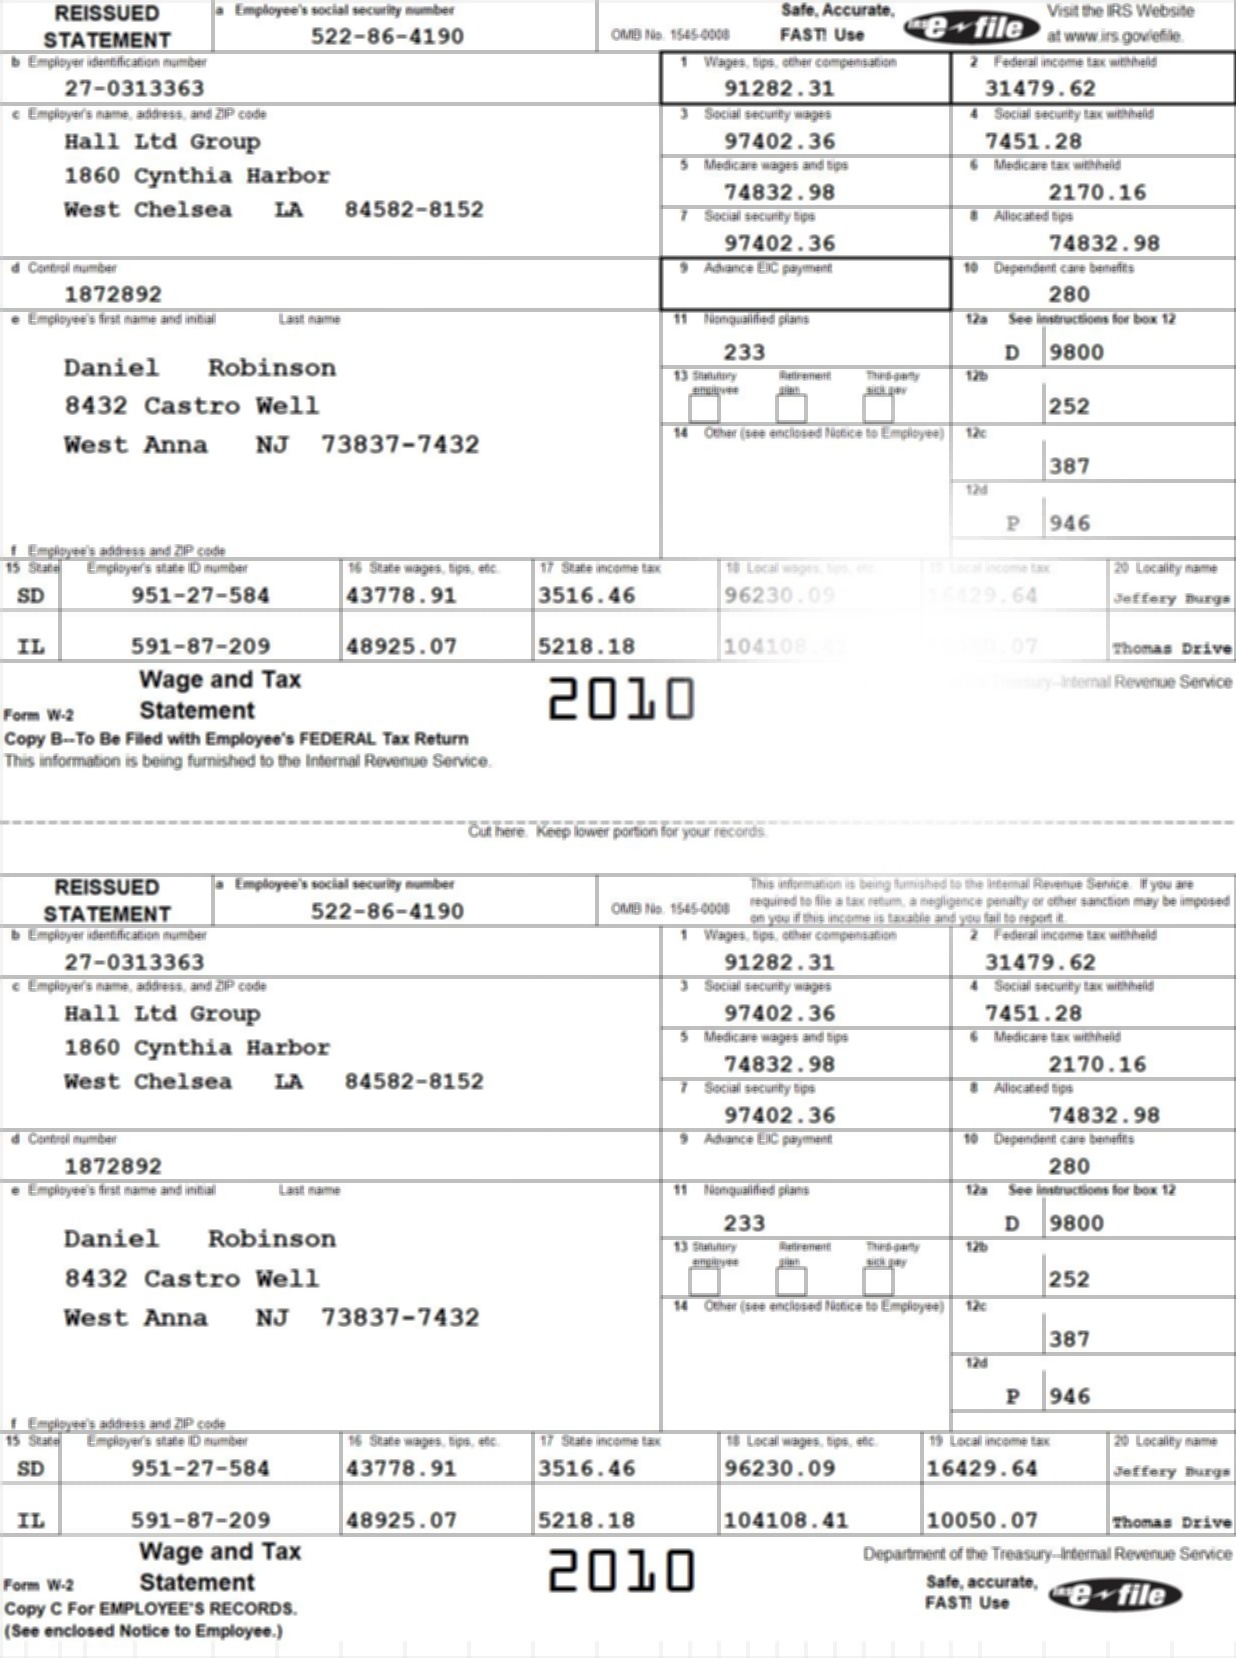 REISSUED STATEMENT
a Employee's social security number
522-86-4190
OMB No. 1545-0008
Safe, Accurate, FAST! Use
IRS e-file
Visit the IRS Website at www.irs.gov/efile.
b Employer identification number
27-0313363
1 Wages, tips, other compensation
91282.31
2 Federal income tax withheld
31479.62
c Employer's name, address, and ZIP code
Hall Ltd Group
1860 Cynthia Harbor
West Chelsea LA 84582-8152
3 Social security wages
97402.36
4 Social security tax withheld
7451.28
5 Medicare wages and tips
74832.98
6 Medicare tax withheld
2170.16
7 Social security tips
97402.36
8 Allocated tips
74832.98
d Control number
1872892
9 Advance EIC payment
10 Dependent care benefits
280
e Employee's first name and initial Last name
Daniel Robinson
8432 Castro Well
West Anna NJ 73837-7432
11 Nonqualified plans
233
12a See instructions for box 12
D 9800
13 Statutory employee Retirement plan Third-party sick pay
12b
252
14 Other (see enclosed Notice to Employee)
12c
387
12d
P 946
f Employee's address and ZIP code
15 State Employer's state ID number 16 State wages, tips, etc. 17 State income tax 18 Local wages, tips, etc. Local income tax 20 Locality name
SD 951-27-584 43778.91 3516.46 96230.09 16429.64 Jeffery Burgs
IL 591-87-209 48925.07 5218.18 Thomas Drive
Wage and Tax
Form W-2 Statement
2010
Treasury--Internal Revenue Service
Copy B--To Be Filed with Employee's FEDERAL Tax Return
This information is being furnished to the Internal Revenue Service.
Cut here. Keep lower portion for your records.
REISSUED STATEMENT
a Employee's social security number
522-86-4190
OMB No. 1545-0008
This information is being furnished to the Internal Revenue Service. If you are
required to file a tax return, a negligence penalty or other sanction may be imposed
on you if this income is taxable and you fail to report it.
b Employer identification number
27-0313363
1 Wages, tips, other compensation
91282.31
2 Federal income tax withheld
31479.62
c Employer's name, address, and ZIP code
Hall Ltd Group
1860 Cynthia Harbor
West Chelsea LA 84582-8152
3 Social security wages
97402.36
4 Social security tax withheld
7451.28
5 Medicare wages and tips
74832.98
6 Medicare tax withheld
2170.16
7 Social security tips
97402.36
8 Allocated tips
74832.98
d Control number
1872892
9 Advance EIC payment
10 Dependent care benefits
280
e Employee's first name and initial Last name
Daniel Robinson
8432 Castro Well
West Anna NJ 73837-7432
11 Nonqualified plans
233
12a See instructions for box 12
D 9800
13 Statutory employee Retirement plan Third-party sick pay
12b
252
14 Other (see enclosed Notice to Employee)
12c
387
12d
P 946
f Employee's address and ZIP code
15 State Employer's state ID number 16 State wages, tips, etc. 17 State income tax 18 Local wages, tips, etc. 19 Local income tax 20 Locality name
SD 951-27-584 43778.91 3516.46 96230.09 16429.64 Jeffery Burgs
IL 591-87-209 48925.07 5218.18 104108.41 10050.07 Thomas Drive
Wage and Tax
Form W-2 Statement
2010
Department of the Treasury--Internal Revenue Service
Safe, accurate, FAST! Use
IRS e-file
Copy C For EMPLOYEE'S RECORDS.
(See enclosed Notice to Employee.)